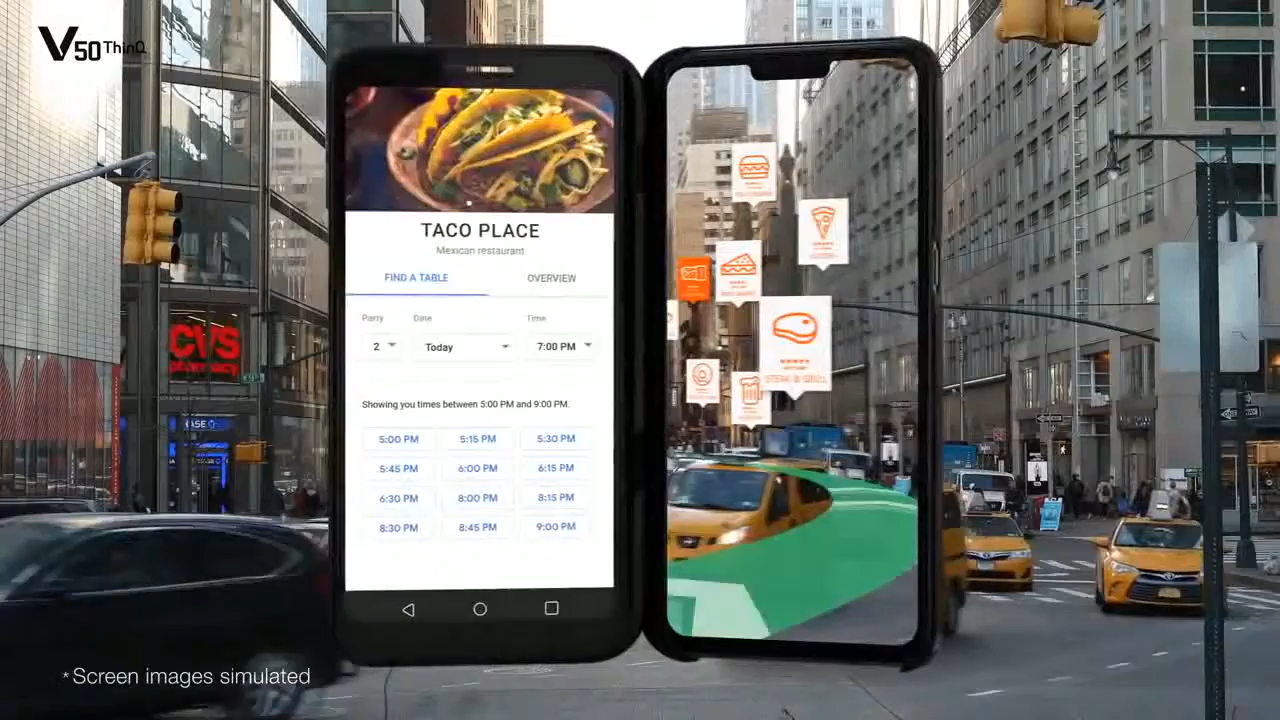 V50 ThinQ
TACO PLACE
Mexican restaurant
FIND A TABLE
OVERVIEW
Party
Date
Time
2
Today
7:00 PM
Showing you times between 5:00 PM and 9:00 PM.
5:00 PM
5:15 PM
5:30 PM
5:45 PM
6:00 PM
6:15 PM
6:30 PM
8:00 PM
8:15 PM
8:30 PM
8:45 PM
9:00 PM
STEAK & GRILL
CVS
pharmacy
*Screen images simulated